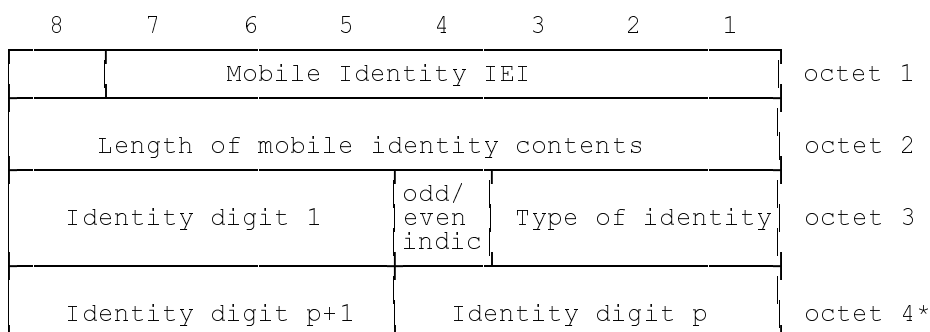 8 7 6 5 4 3 2 1
Mobile Identity IEI octet 1
Length of mobile identity contents octet 2
odd/
Identity digit 1 even Type of identity octet 3
indic
Identity digit p+1 Identity digit p octet 4*